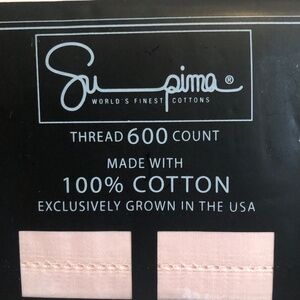 Supima®
WORLD'S FINEST COTTONS
THREAD 600 COUNT
MADE WITH
100% COTTON
EXCLUSIVELY GROWN IN THE USA